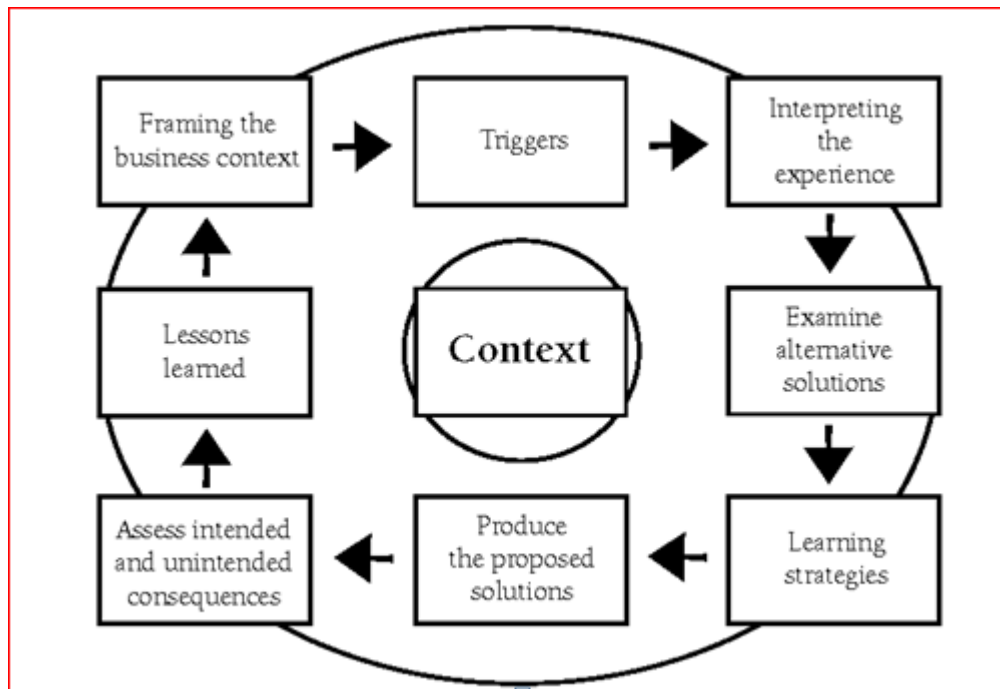 Framing the
business context
Triggers
Interpreting
the
experience
Lessons
learned
Context
Examine
alternative
solutions
Assess intended
and unintended
consequences
Produce
the proposed
solutions
Learning
strategies